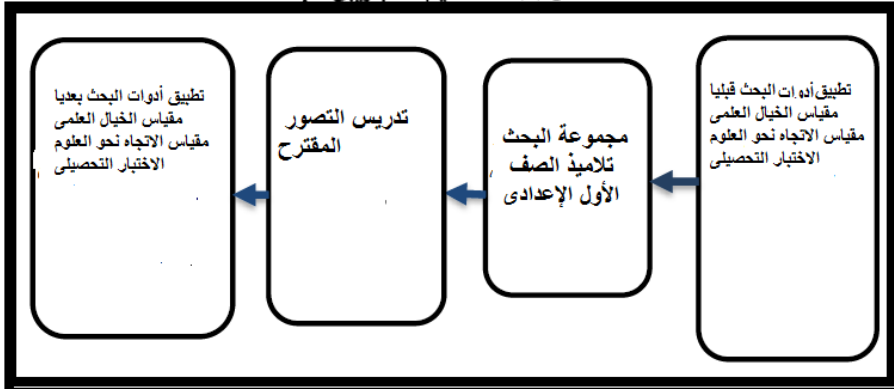 تطبيق أدوات البحث قبليا
مقياس الخيال العلمى
مقياس الاتجاه نحو العلوم
الاختبار التحصيلى
مجموعة البحث
تلاميذ الصف
الأول الإعدادى
تدريس التصور
المقترح
تطبيق أدوات البحث بعديا
مقياس الخيال العلمى
مقياس الاتجاه نحو العلوم
الاختبار التحصيلى